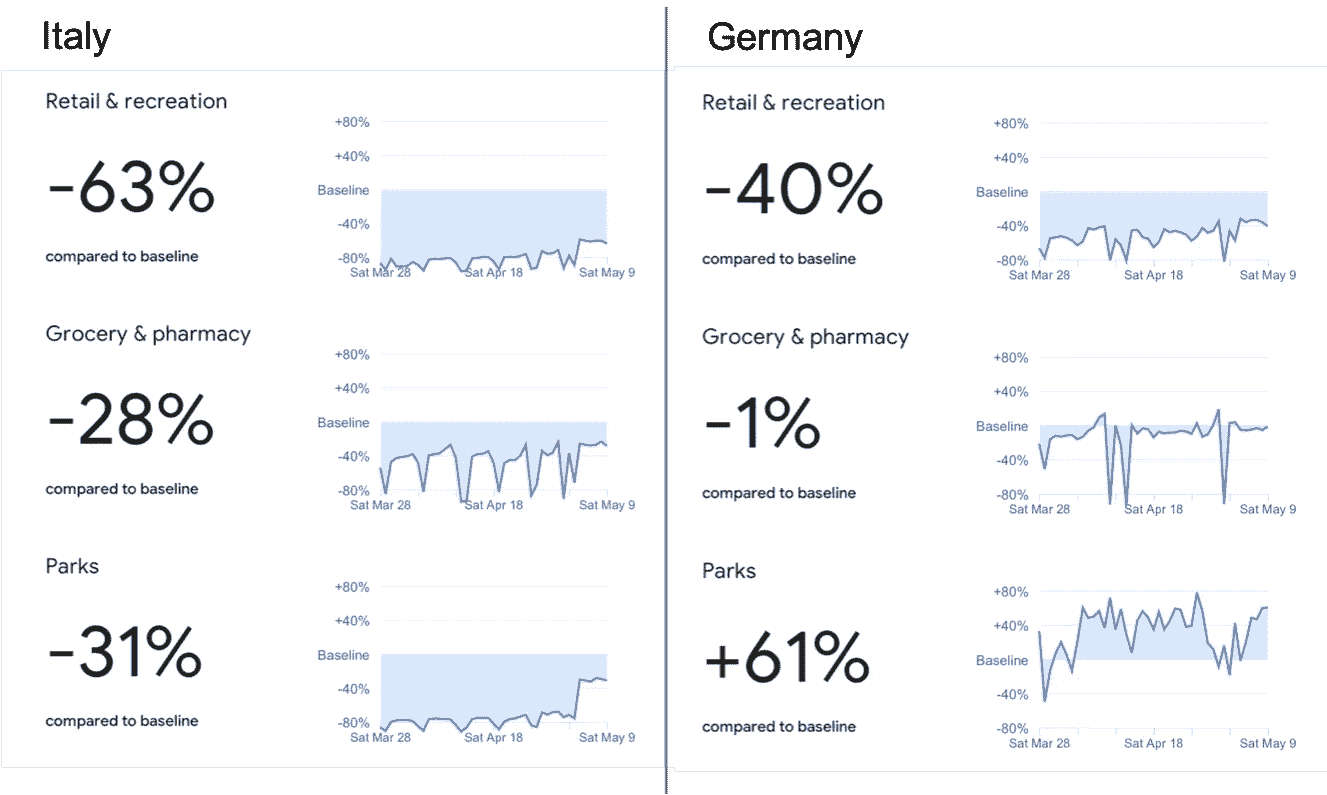 Italy
Retail & recreation
-63%
compared to baseline
+80%
+40%
Baseline
-40%
-80%
Sat Mar 28 Sat Apr 18 Sat May 9
Grocery & pharmacy
-28%
compared to baseline
+80%
+40%
Baseline
-40%
-80%
Sat Mar 28 Sat Apr 18 Sat May 9
Parks
-31%
compared to baseline
+80%
+40%
Baseline
-40%
-80%
Sat Mar 28 Sat Apr 18 Sat May 9
Germany
Retail & recreation
-40%
compared to baseline
+80%
+40%
Baseline
-40%
-80%
Sat Mar 28 Sat Apr 18 Sat May 9
Grocery & pharmacy
-1%
compared to baseline
+80%
+40%
Baseline
-40%
-80%
Sat Mar 28 Sat Apr 18 Sat May 9
Parks
+61%
compared to baseline
+80%
+40%
Baseline
-40%
-80%
Sat Mar 28 Sat Apr 18 Sat May 9